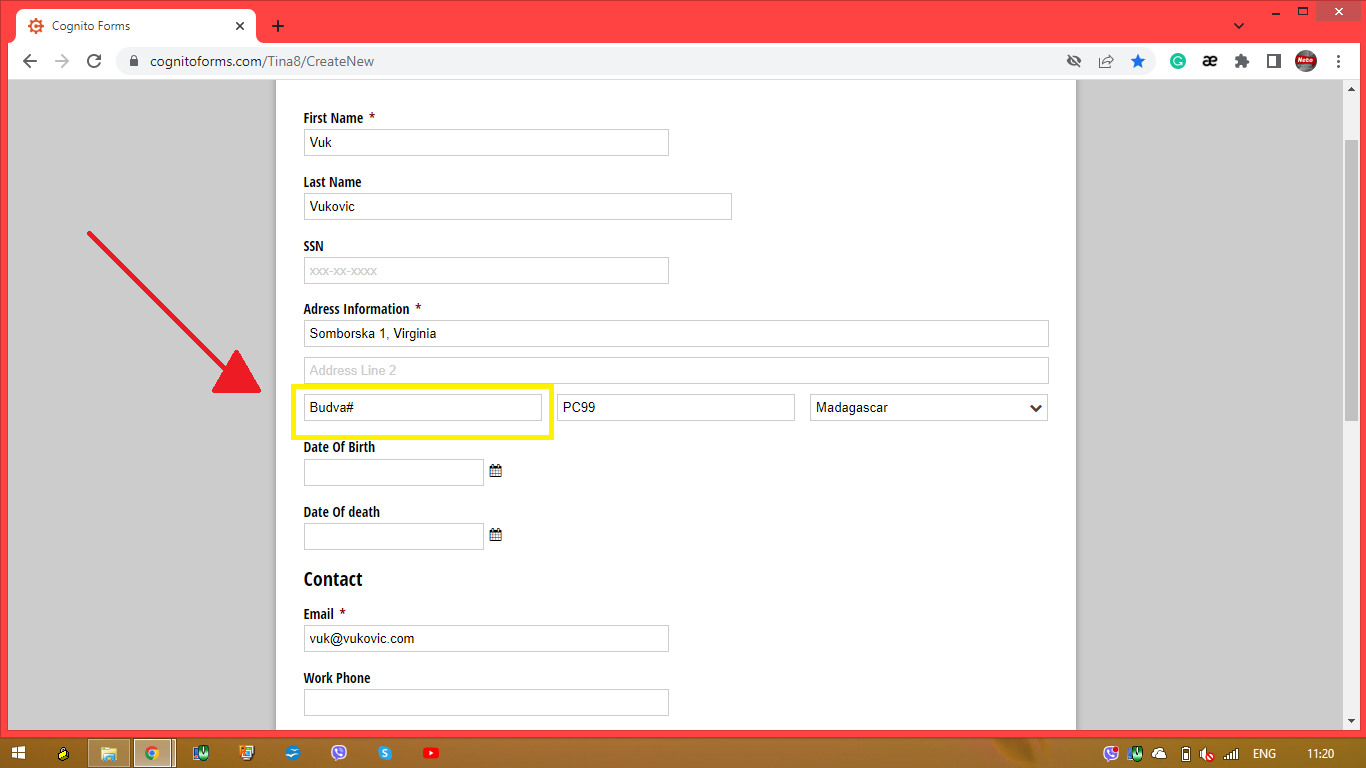 Cognito Forms
cognitoforms.com/Tina8/CreateNew
Note
First Name *
Vuk
Last Name
Vukovic
SSN
xxx-xx-xxxx
Adress Information *
Somborska 1, Virginia
Address Line 2
Budva# PC99 Madagascar
Date Of Birth
Date Of death
Contact
Email *
vuk@vukovic.com
Work Phone
ENG 11:20